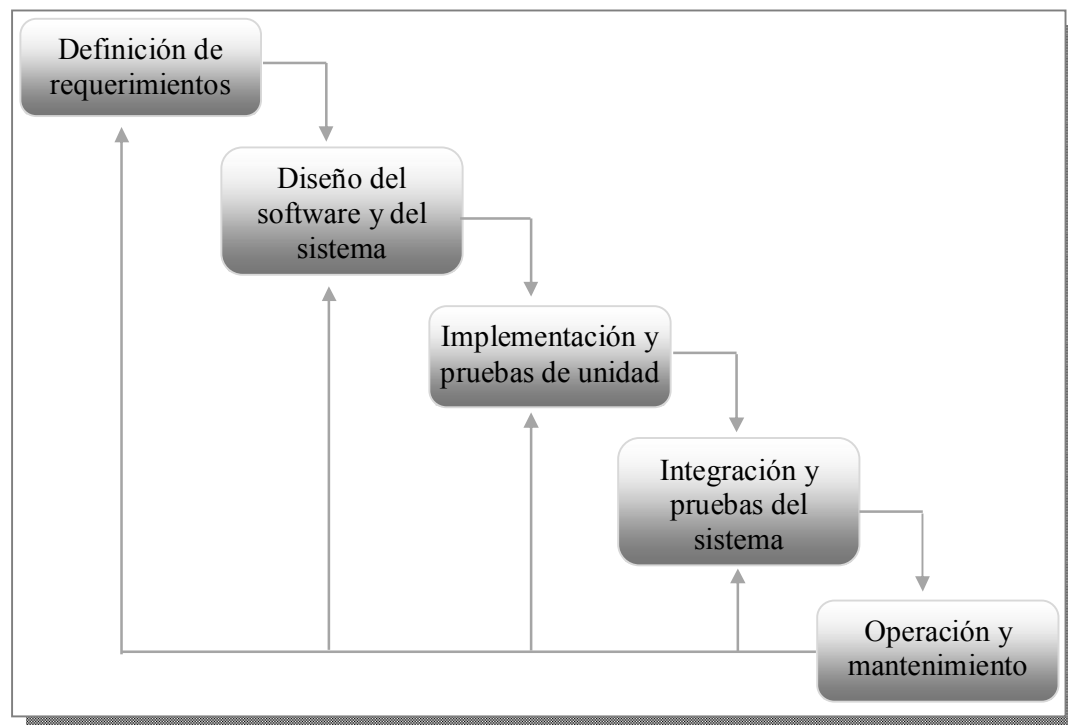 Definición de
requerimientos
Diseño del
software y del
sistema
Implementación y
pruebas de unidad
Integración y
pruebas del
sistema
Operación y
mantenimiento